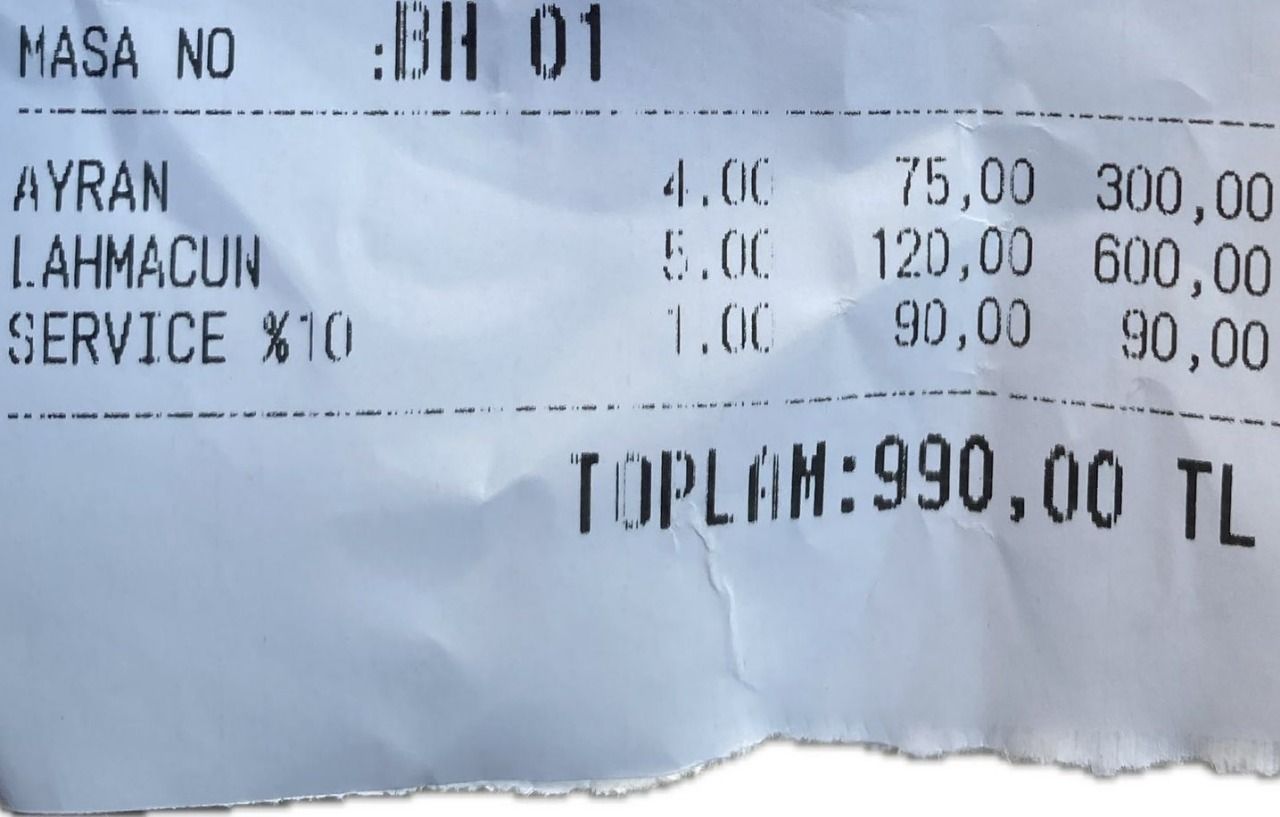 MASA NO :BH 01
AYRAN 4.00 75,00 300,00
LAHMACUN 5.00 120,00 600,00
SERVICE %10 1.00 90,00 90,00
TOPLAM:990,00 TL